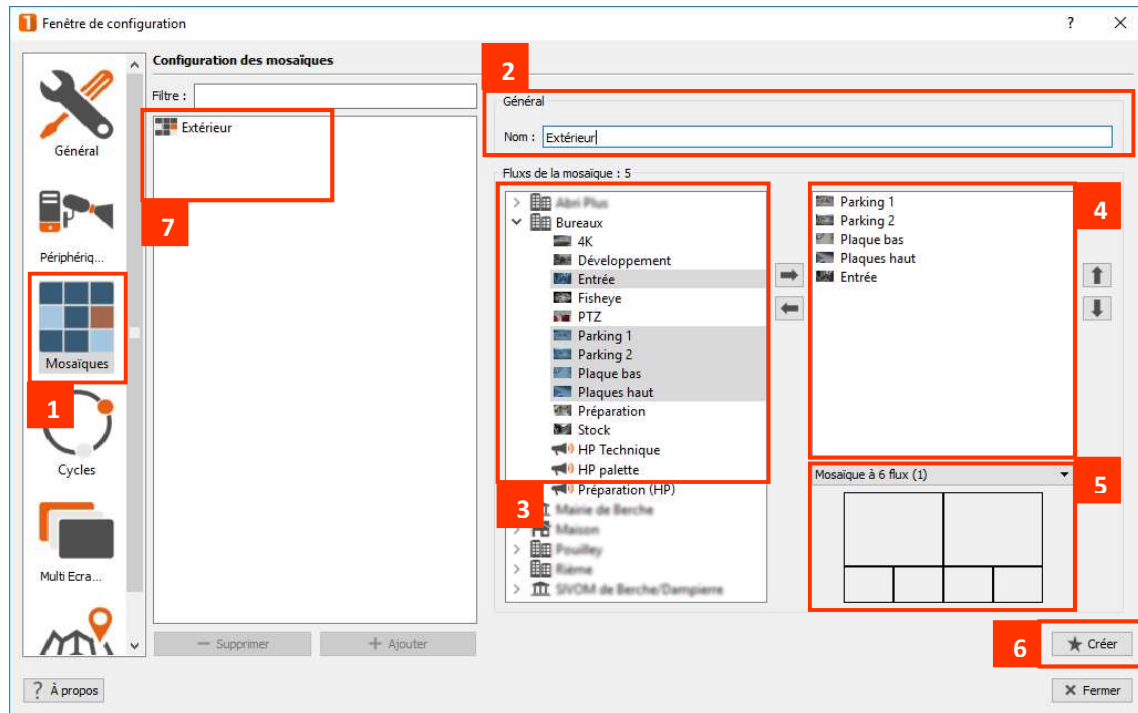 Fenêtre de configuration
?
Général
Périphériq...
Mosaïques
1
Cycles
Multi Ecra...
Configuration des mosaïques
Filtre :
Extérieur
7
Supprimer
Ajouter
2
Général
Nom : Extérieur
Fluxs de la mosaïque : 5
Abri Plus
Bureaux
4K
Développement
Entrée
Fisheye
PTZ
Parking 1
Parking 2
Plaque bas
Plaques haut
Préparation
Stock
HP Technique
HP palette
Préparation (HP)
3
Mairie de Berche
Maison
Pouilley
Rième
SIVOM de Berche/Dampierre
Parking 1
Parking 2
Plaque bas
Plaques haut
Entrée
4
Mosaïque à 6 flux (1)
5
6
Créer
? À propos
Fermer